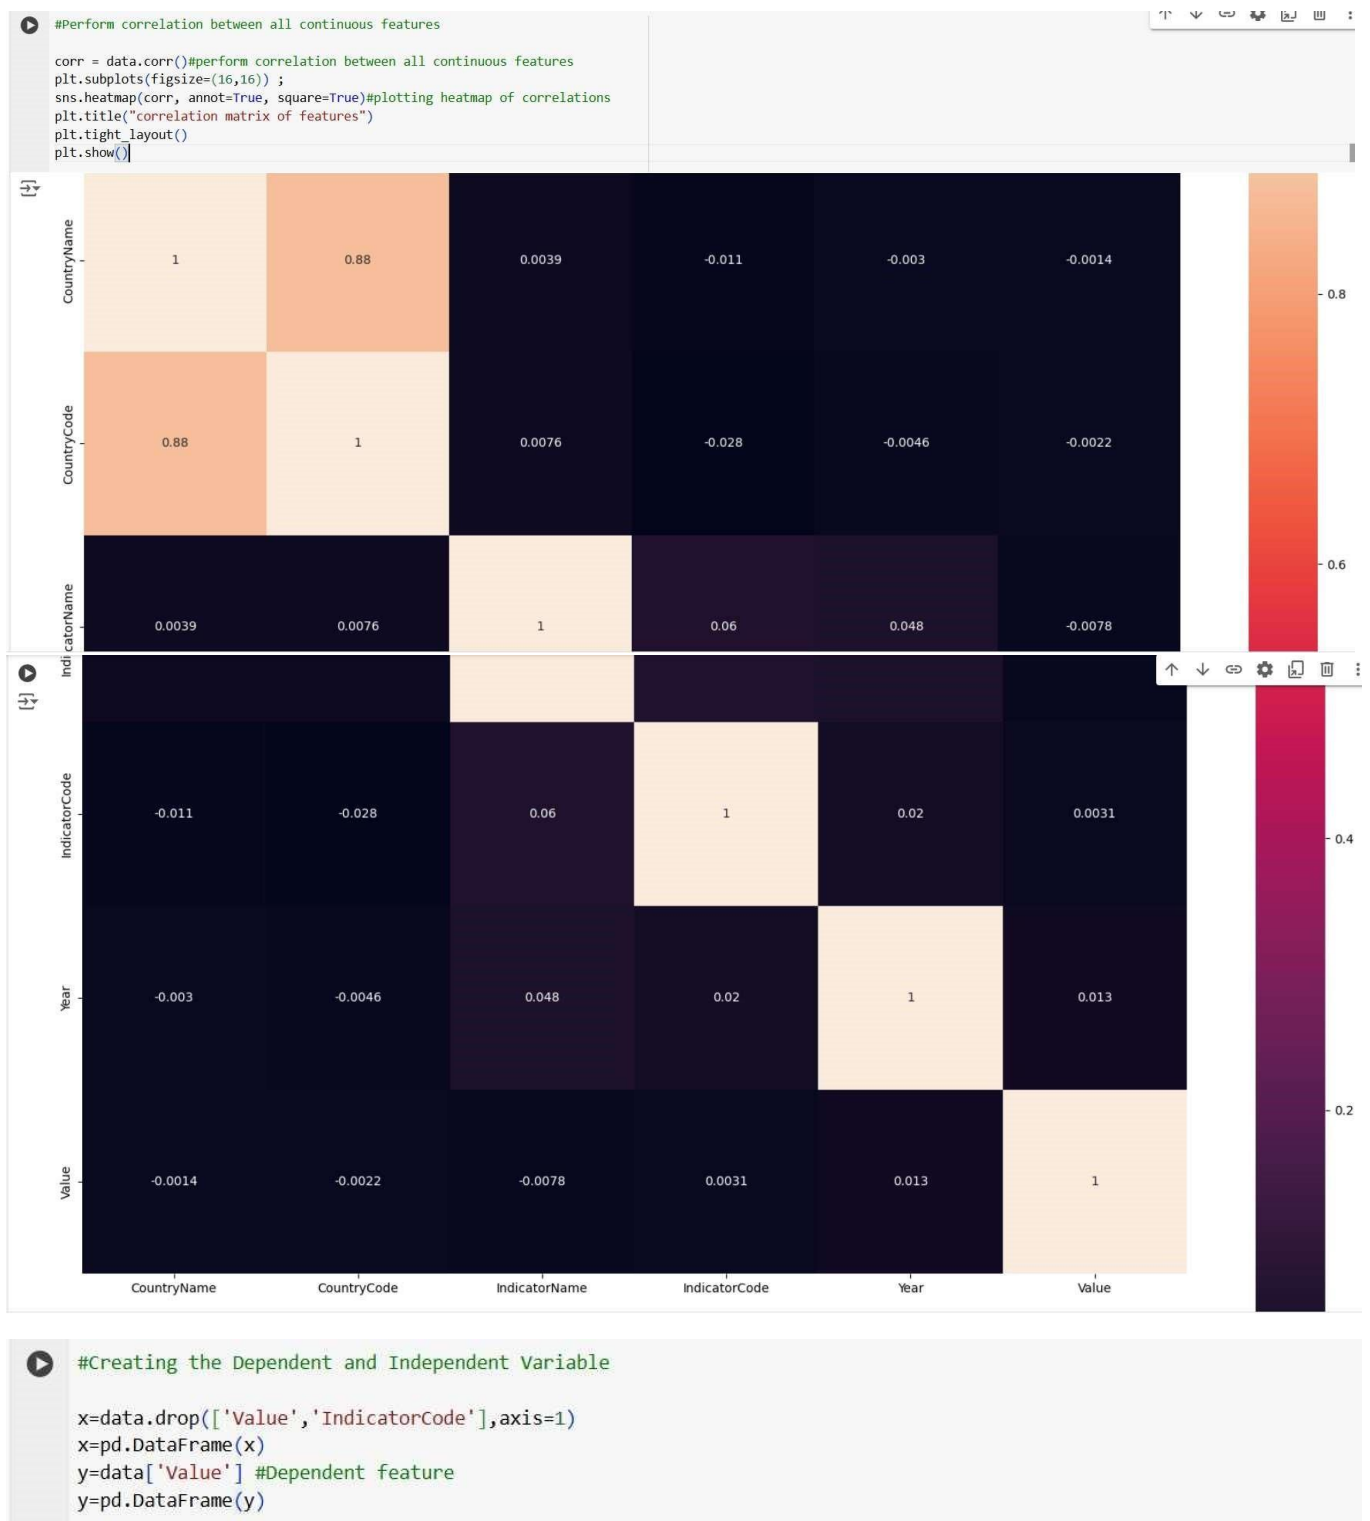 #Perform correlation between all continuous features
corr = data.corr()#perform correlation between all continuous features
plt.subplots(figsize=(16,16)) ;
sns.heatmap(corr, annot=True, square=True)#plotting heatmap of correlations
plt.title("correlation matrix of features")
plt.tight_layout()
plt.show()
CountryName
1 0.88 0.0039 -0.011 -0.003 -0.0014
0.8
CountryCode
0.88 1 0.0076 -0.028 -0.0046 -0.0022
0.6
IndicatorName
0.0039 0.0076 1 0.06 0.048 -0.0078
IndicatorCode
-0.011 -0.028 0.06 1 0.02 0.0031
0.4
Year
-0.003 -0.0046 0.048 0.02 1 0.013
0.2
Value
-0.0014 -0.0022 -0.0078 0.0031 0.013 1
CountryName CountryCode IndicatorName IndicatorCode Year Value
#Creating the Dependent and Independent Variable
x=data.drop(['Value','IndicatorCode'],axis=1)
x=pd.DataFrame(x)
y=data['Value'] #Dependent feature
y=pd.DataFrame(y)